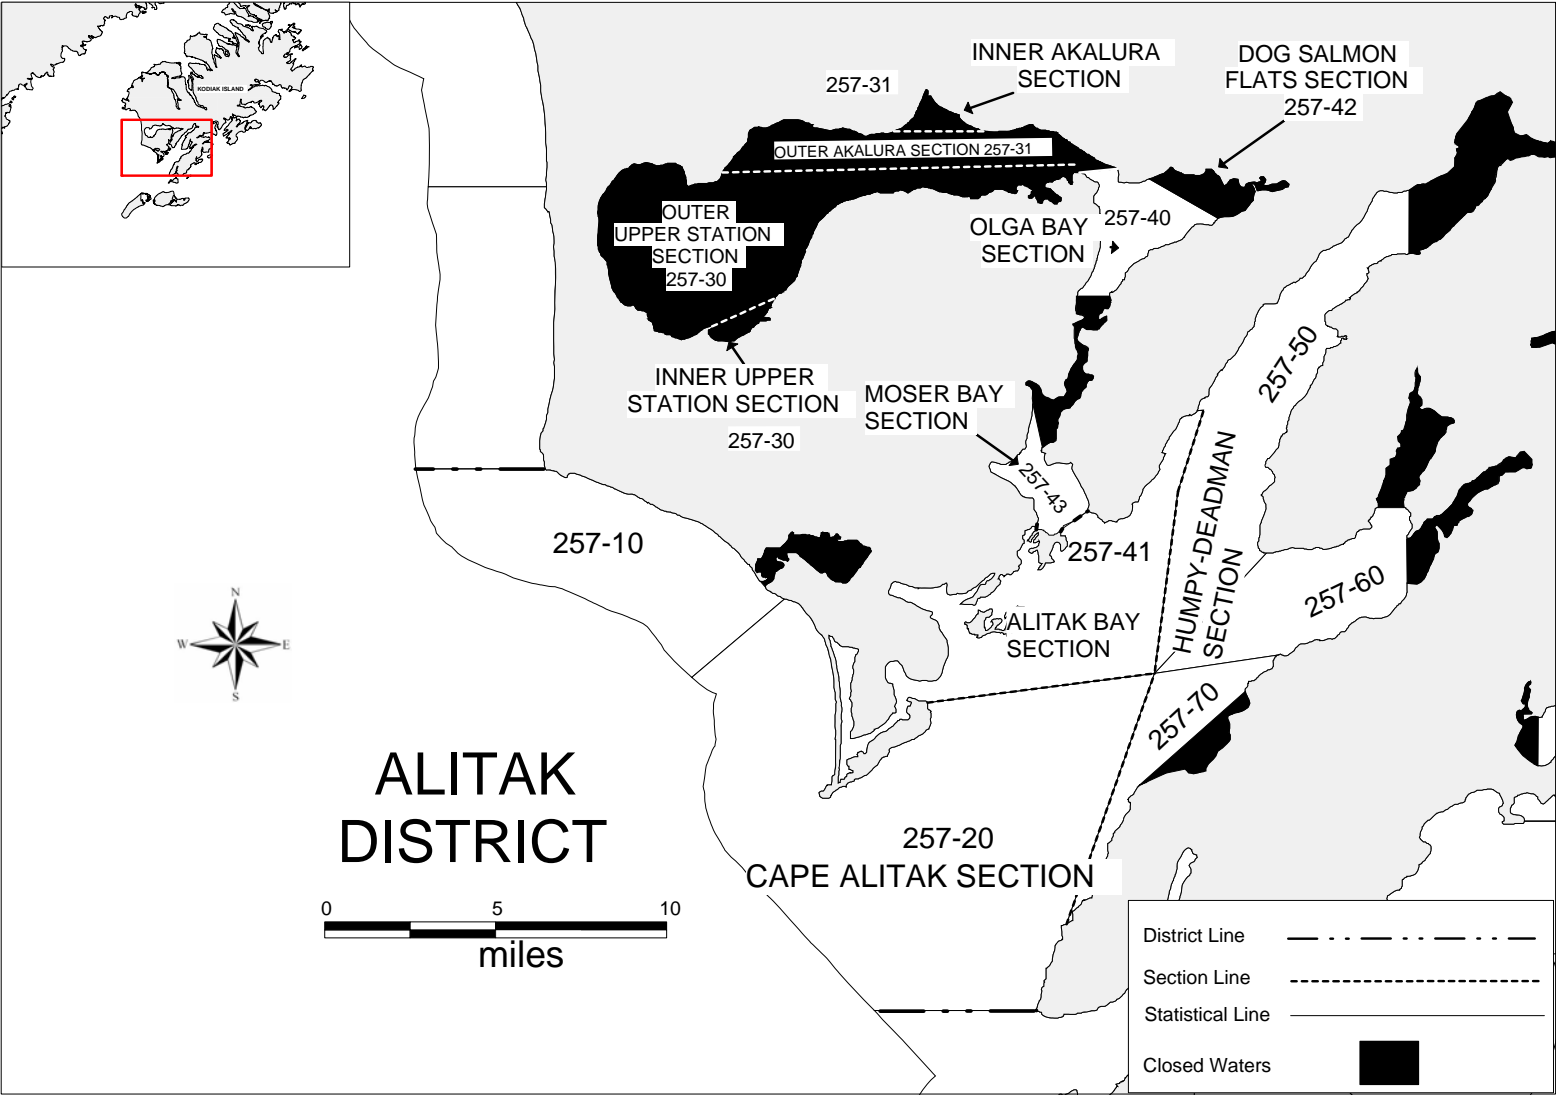 KODIAK ISLAND
257-31
INNER AKALURA
SECTION
DOG SALMON
FLATS SECTION
257-42
OUTER AKALURA SECTION 257-31
OUTER
UPPER STATION
SECTION
257-30
OLGA BAY
SECTION
257-40
INNER UPPER
STATION SECTION
257-30
MOSER BAY
SECTION
257-43
257-50
257-10
257-41
HUMPY-DEADMAN
SECTION
257-60
ALITAK BAY
SECTION
257-70
N
W
E
S
ALITAK
DISTRICT
0 5 10
miles
257-20
CAPE ALITAK SECTION
District Line
Section Line
Statistical Line
Closed Waters